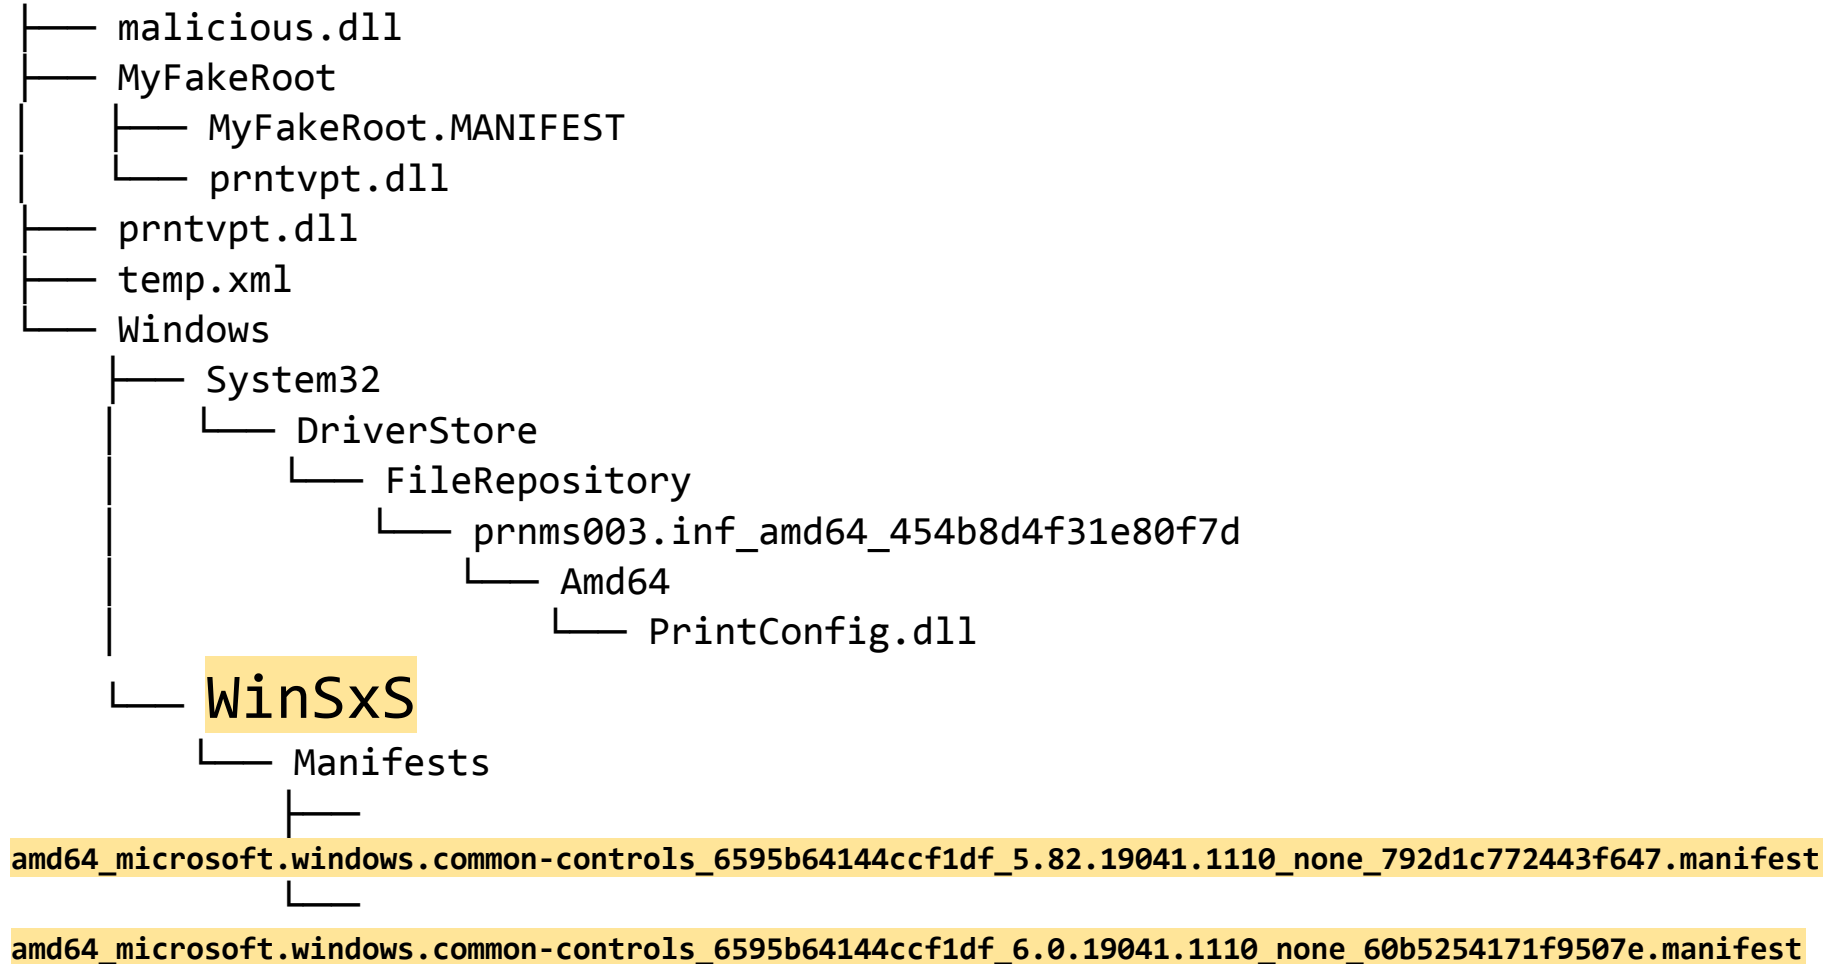 ├── malicious.dll
├── MyFakeRoot
│   ├── MyFakeRoot.MANIFEST
│   └── prntvpt.dll
├── prntvpt.dll
├── temp.xml
└── Windows
    ├── System32
    │   └── DriverStore
    │       └── FileRepository
    │           └── prnms003.inf_amd64_454b8d4f31e80f7d
    │               └── Amd64
    │                   └── PrintConfig.dll
    └── WinSxS
        └── Manifests
            ├──
amd64_microsoft.windows.common-controls_6595b64144ccf1df_5.82.19041.1110_none_792d1c772443f647.manifest
            └──
amd64_microsoft.windows.common-controls_6595b64144ccf1df_6.0.19041.1110_none_60b5254171f9507e.manifest